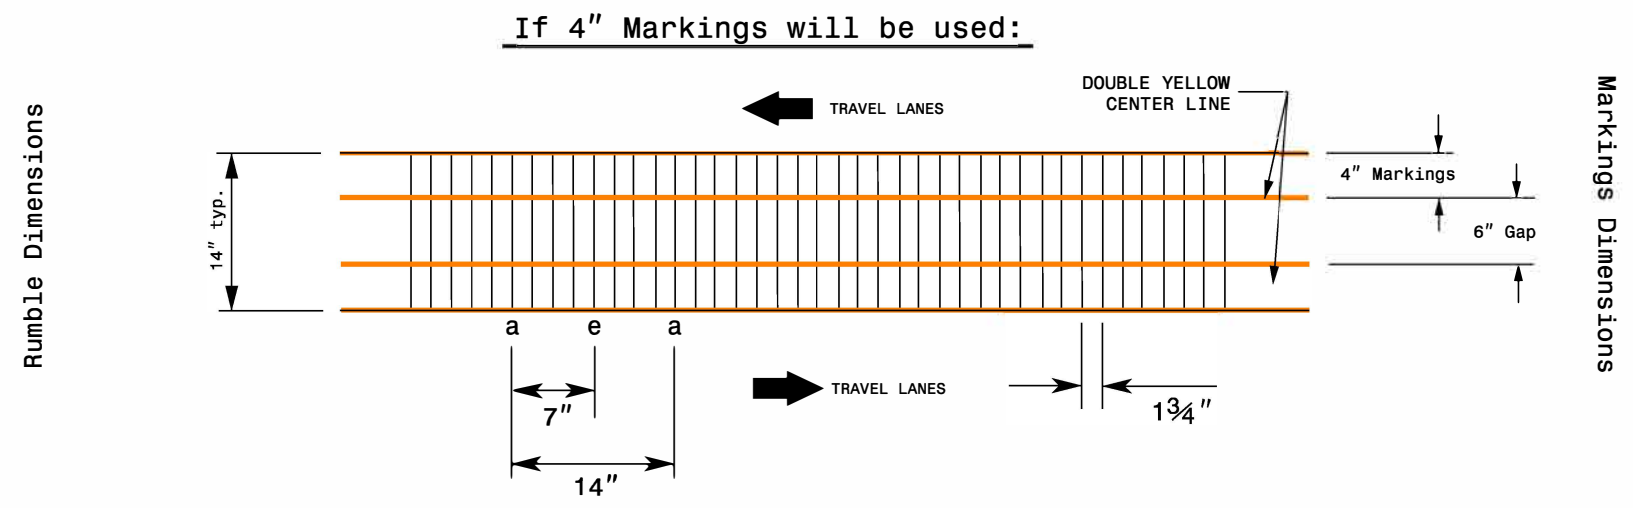 If 4" Markings will be used:
DOUBLE YELLOW
CENTER LINE
TRAVEL LANES
Rumble Dimensions
Markings Dimensions
14" typ.
4" Markings
6" Gap
a e a
TRAVEL LANES
7"
1¾"
14"